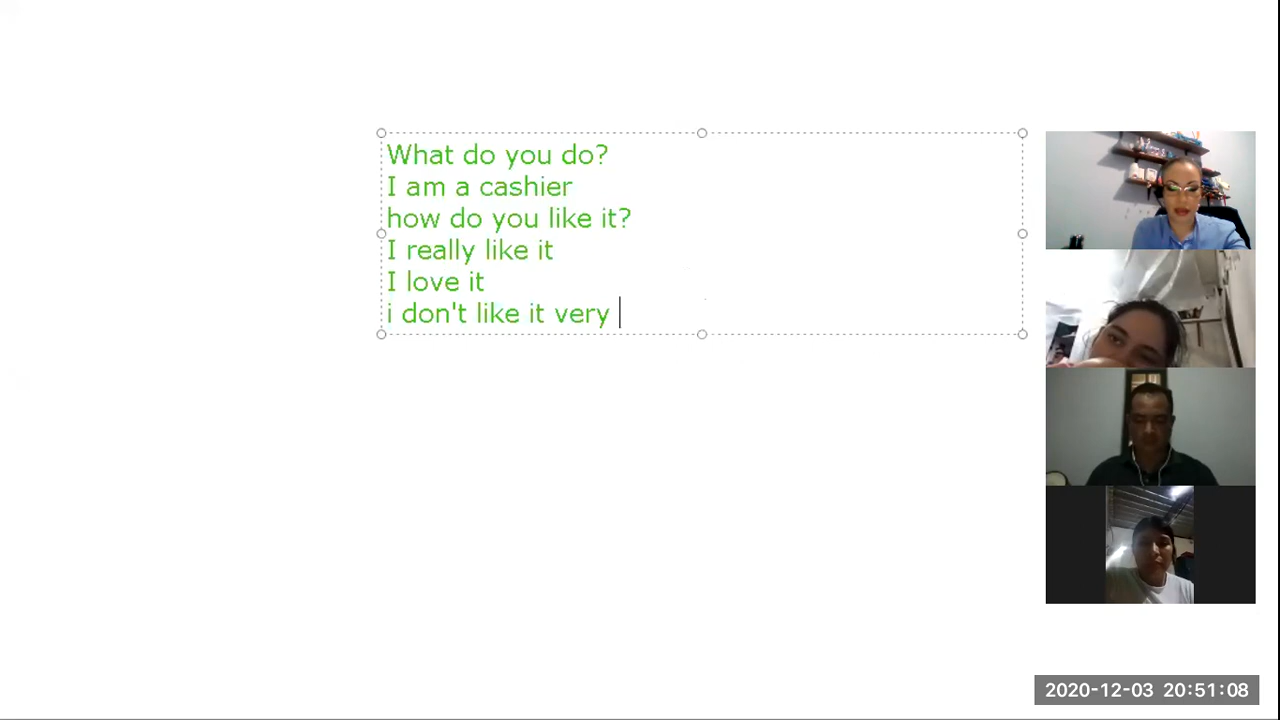 What do you do?
I am a cashier
how do you like it?
I really like it
I love it
i don't like it very
2020-12-03 20:51:08